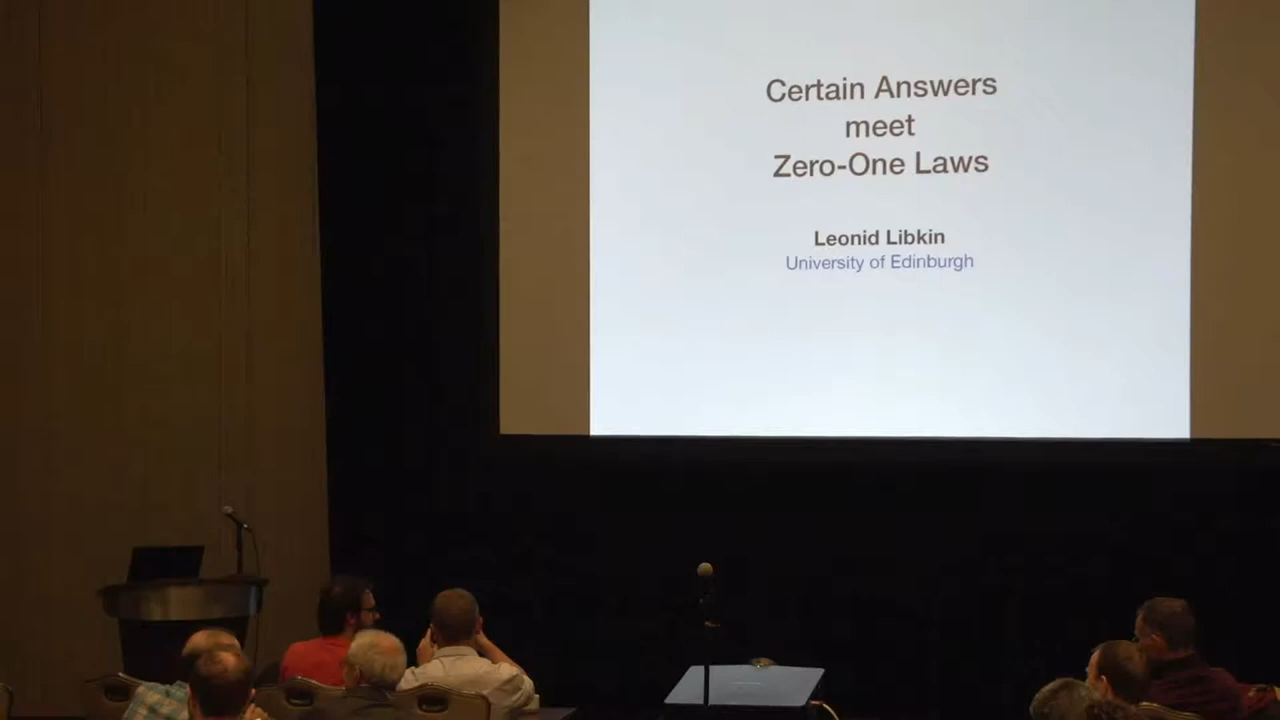 Certain Answers
meet
Zero-One Laws
Leonid Libkin
University of Edinburgh